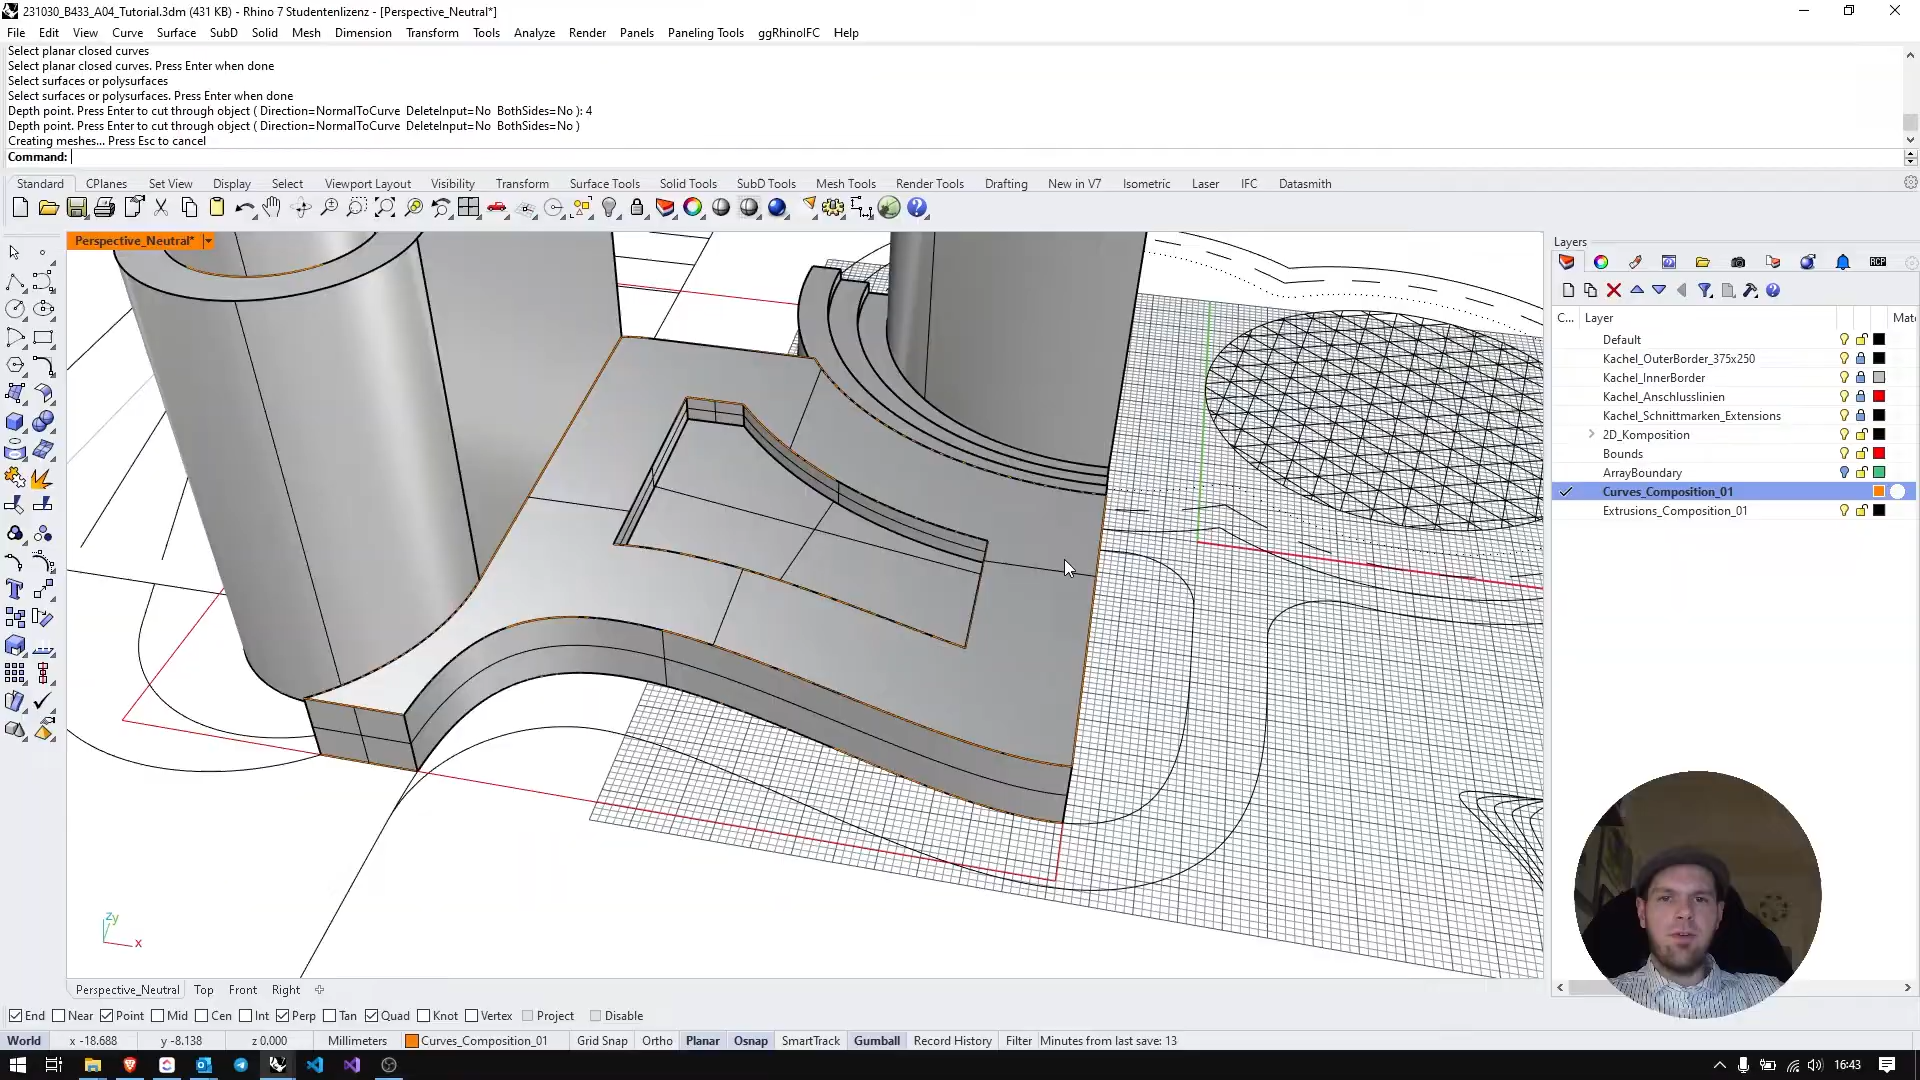 231030_B433_A04_Tutorial.3dm (431 KB) - Rhino 7 Studentenlizenz - [Perspective_Neutral*]
File Edit View Curve Surface SubD Solid Mesh Dimension Transform Tools Analyze Render Panels Paneling Tools ggRhinoIFC Help
Select planar closed curves
Select planar closed curves. Press Enter when done
Select surfaces or polysurfaces
Select surfaces or polysurfaces. Press Enter when done
Depth point. Press Enter to cut through object ( Direction=NormalToCurve DeleteInput=No BothSides=No ): 4
Depth point. Press Enter to cut through object ( Direction=NormalToCurve DeleteInput=No BothSides=No )
Creating meshes... Press Esc to cancel
Command:
Standard CPlanes Set View Display Select Viewport Layout Visibility Transform Surface Tools Solid Tools SubD Tools Mesh Tools Render Tools Drafting New in V7 Isometric Laser IFC Datasmith
Perspective_Neutral*
Layers
RCP
C... Layer Mate
Default
Kachel_OuterBorder_375x250
Kachel_InnerBorder
Kachel_Anschlusslinien
Kachel_Schnittmarken_Extensions
2D_Komposition
Bounds
ArrayBoundary
Curves_Composition_01
Extrusions_Composition_01
z y
x
Perspective_Neutral Top Front Right
End Near Point Mid Cen Int Perp Tan Quad Knot Vertex Project Disable
World x -18.688 y -8.138 z 0.000 Millimeters Curves_Composition_01 Grid Snap Ortho Planar Osnap SmartTrack Gumball Record History Filter Minutes from last save: 13
16:43